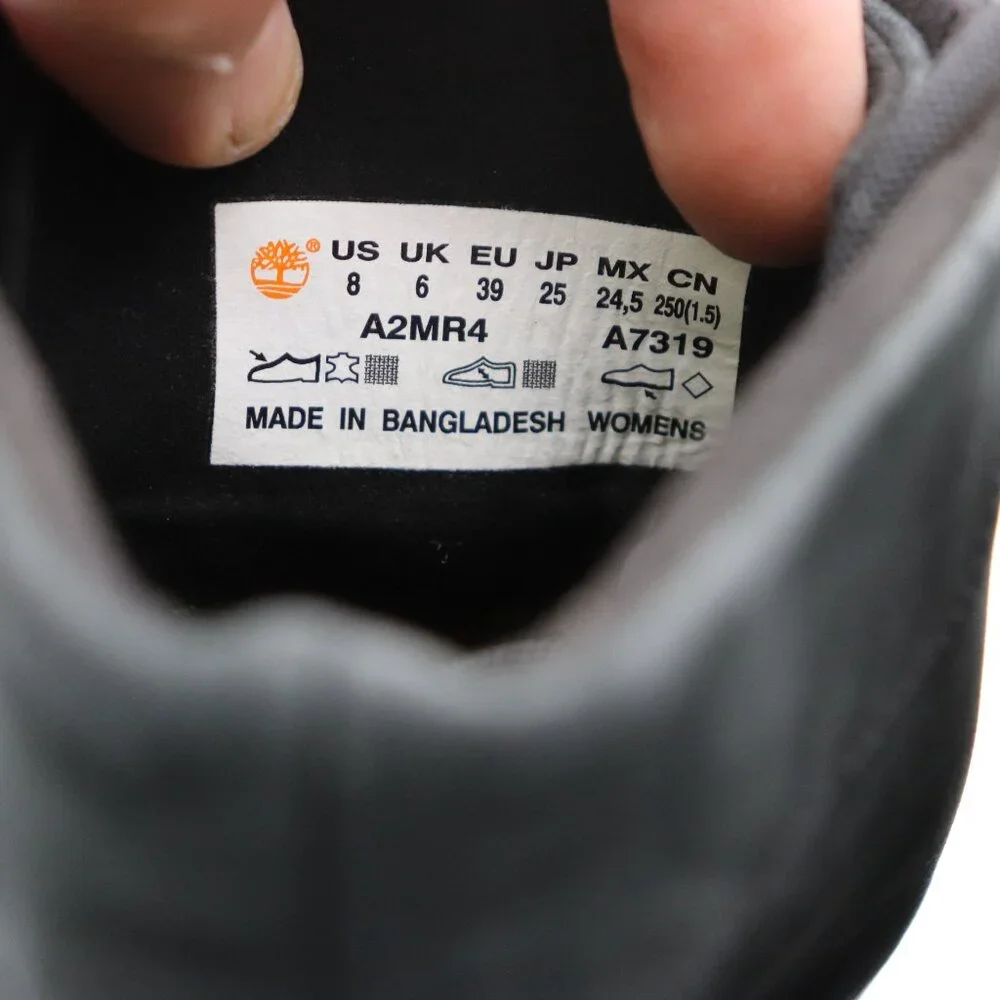 ® US UK EU JP MX CN
8 6 39 25 24,5 250(1.5)
A2MR4 A7319
MADE IN BANGLADESH WOMENS